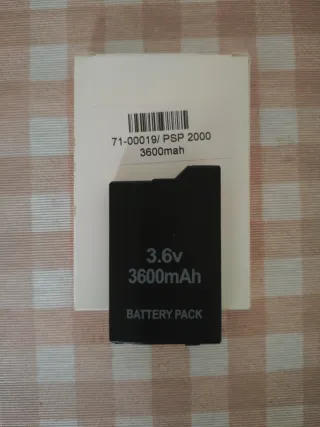 71-00019/ PSP 2000
3600mah
3.6v
3600mAh
BATTERY PACK